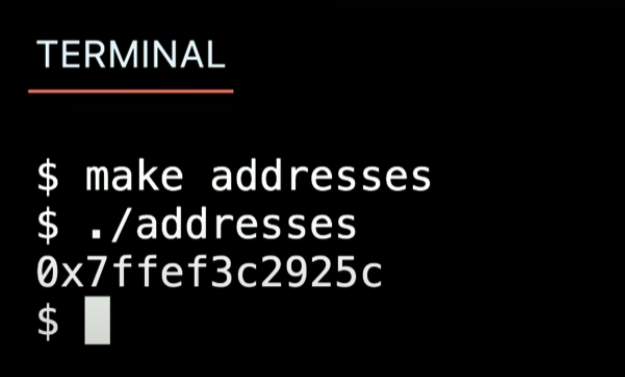 TERMINAL
$ make addresses
$ ./addresses
0x7ffef3c2925c
$